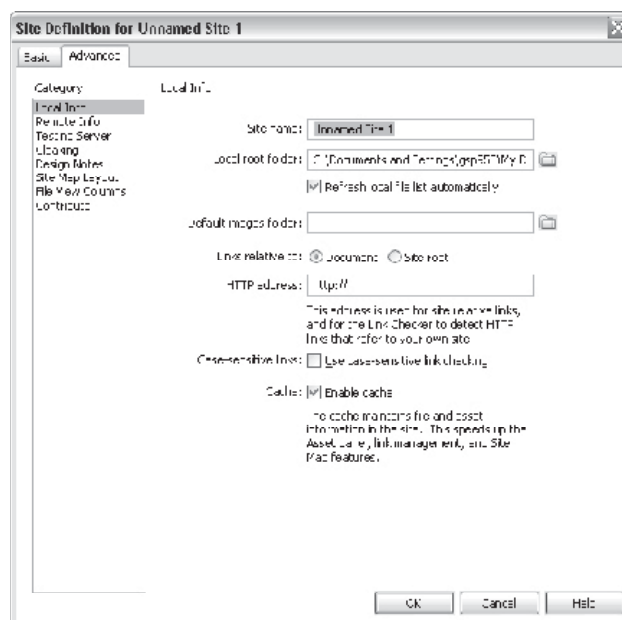 Site Definition for Unnamed Site 1
Basic
Advanced
Category
Local Info
Local Info
Remote Info
Testing Server
Cloaking
Design Notes
Site Map Layout
File View Columns
Contribute
Site name: Unnamed Site 1
Local root folder: C:\Documents and Settings\gsp953\My D
Refresh local file list automatically
Default images folder:
Links relative to: Document Site root
HTTP address: http://
This address is used for site relative links,
and for the Link Checker to detect HTTP
links that refer to your own site
Case-sensitive links: Use case-sensitive link checking
Cache: Enable cache
The cache maintains file and asset
information in the site. This speeds up the
Asset panel, link management, and Site
Map features.
OK
Cancel
Help